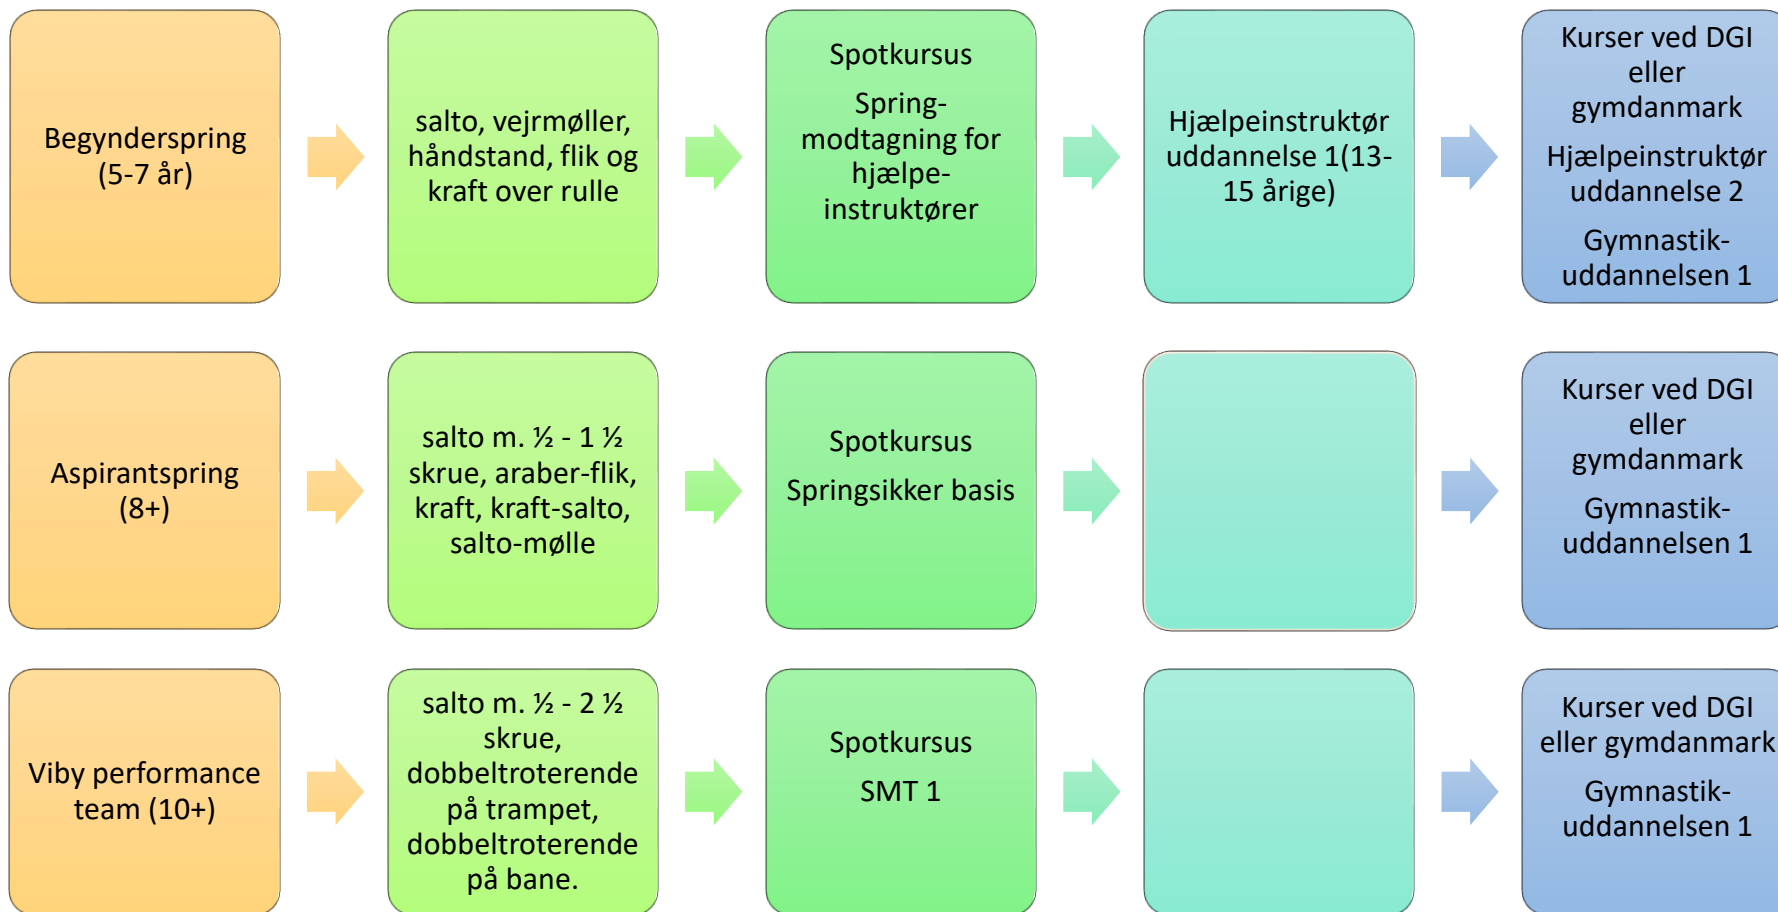 Begynderspring
(5-7 år)
salto, vejrmøller,
håndstand, flik og
kraft over rulle
Spotkursus
Spring-
modtagning for
hjælpe-
instruktører
Hjælpeinstruktør
uddannelse 1(13-
15 årige)
Kurser ved DGI
eller
gymdanmark
Hjælpeinstruktør
uddannelse 2
Gymnastik-
uddannelsen 1
Aspirantspring
(8+)
salto m. ½ - 1 ½
skrue, araber-flik,
kraft, kraft-salto,
salto-mølle
Spotkursus
Springsikker basis
Kurser ved DGI
eller
gymdanmark
Gymnastik-
uddannelsen 1
Viby performance
team (10+)
salto m. ½ - 2 ½
skrue,
dobbeltroterende
på trampet,
dobbeltroterende
på bane.
Spotkursus
SMT 1
Kurser ved DGI
eller gymdanmark
Gymnastik-
uddannelsen 1